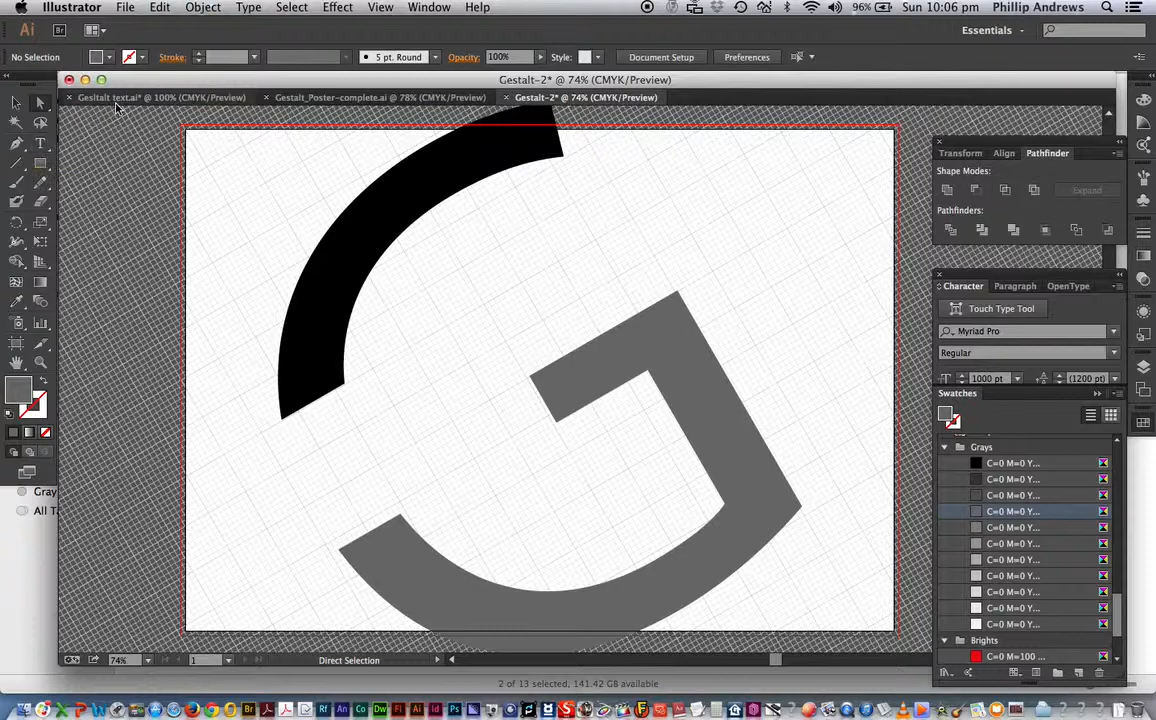 Illustrator File Edit Object Type Select Effect View Window Help 96% Sun 10:06 pm Phillip Andrews
Ai Br Essentials
No Selection Stroke: 5 pt. Round Opacity: 100% Style: Document Setup Preferences
Gestalt-2* @ 74% (CMYK/Preview)
Gesltalt text.ai* @ 100% (CMYK/Preview) Gestalt_Poster-complete.ai @ 78% (CMYK/Preview) Gestalt-2* @ 74% (CMYK/Preview)
Transform Align Pathfinder
Shape Modes:
Expand
Pathfinders:
Character Paragraph OpenType
Touch Type Tool
Myriad Pro
Regular
1000 pt (1200 pt)
Swatches
Grays
C=0 M=0 Y...
C=0 M=0 Y...
C=0 M=0 Y...
C=0 M=0 Y...
C=0 M=0 Y...
C=0 M=0 Y...
C=0 M=0 Y...
C=0 M=0 Y...
C=0 M=0 Y...
C=0 M=0 Y...
C=0 M=0 Y...
Brights
C=0 M=100 ...
Gray
All Ta
74% 1 Direct Selection
2 of 13 selected, 141.42 GB available